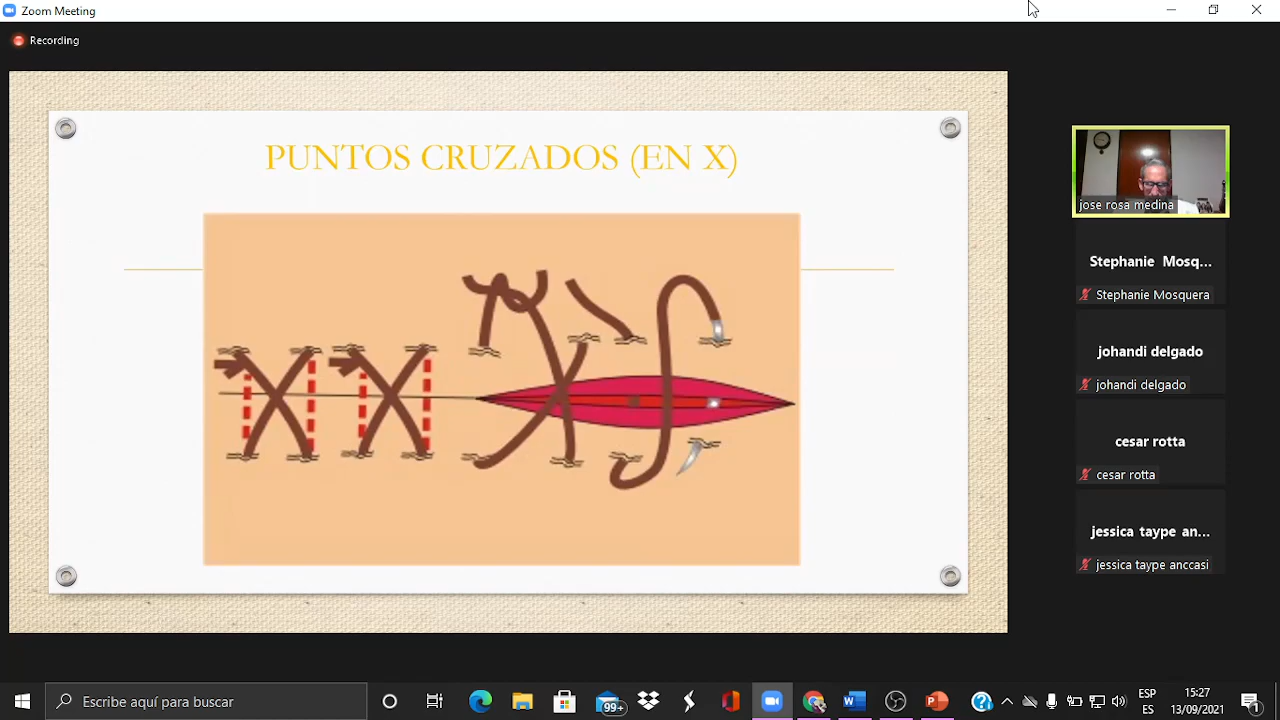 Zoom Meeting
Recording
PUNTOS CRUZADOS (EN X)
jose rosa medina
Stephanie Mosq...
Stephanie Mosquera
johandi delgado
johandi delgado
cesar rotta
cesar rotta
jessica taype an...
jessica taype anccasi
Escribe aquí para buscar
99+
ESP
ES
15:27
13/09/2021
1